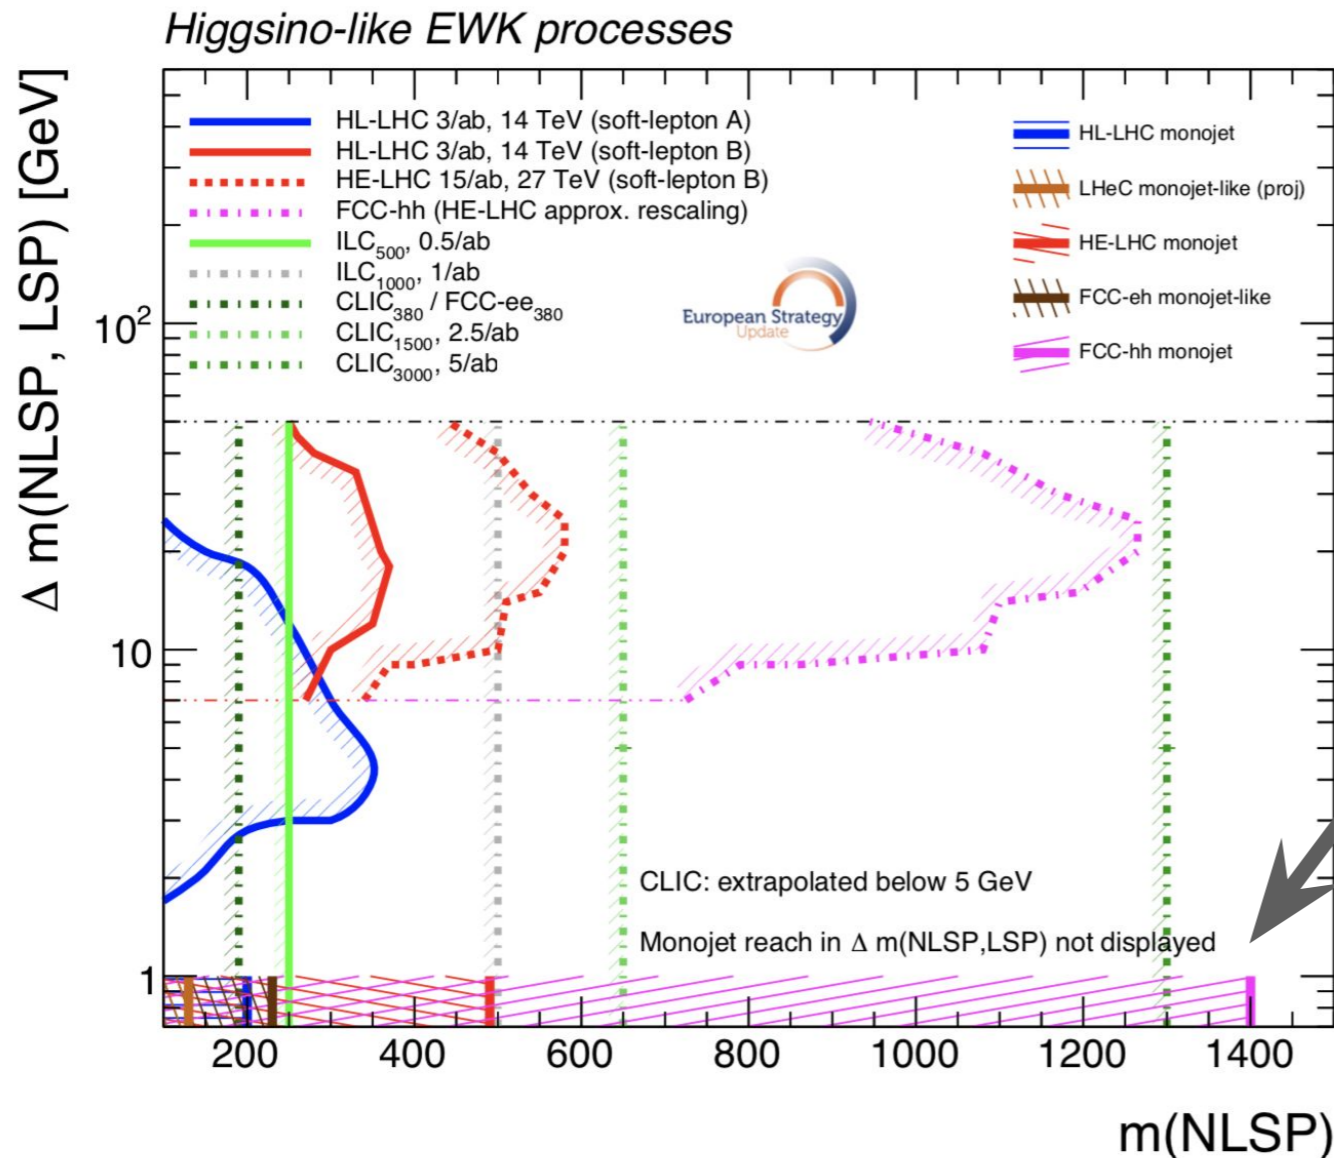 Higgsino-like EWK processes
Δ m(NLSP, LSP) [GeV]
HL-LHC 3/ab, 14 TeV (soft-lepton A)
HL-LHC 3/ab, 14 TeV (soft-lepton B)
HE-LHC 15/ab, 27 TeV (soft-lepton B)
FCC-hh (HE-LHC approx. rescaling)
ILC500, 0.5/ab
ILC1000, 1/ab
CLIC380 / FCC-ee380
CLIC1500, 2.5/ab
CLIC3000, 5/ab
European Strategy
Update
HL-LHC monojet
LHeC monojet-like (proj)
HE-LHC monojet
FCC-eh monojet-like
FCC-hh monojet
10²
10
1
CLIC: extrapolated below 5 GeV
Monojet reach in Δ m(NLSP,LSP) not displayed
200 400 600 800 1000 1200 1400
m(NLSP)